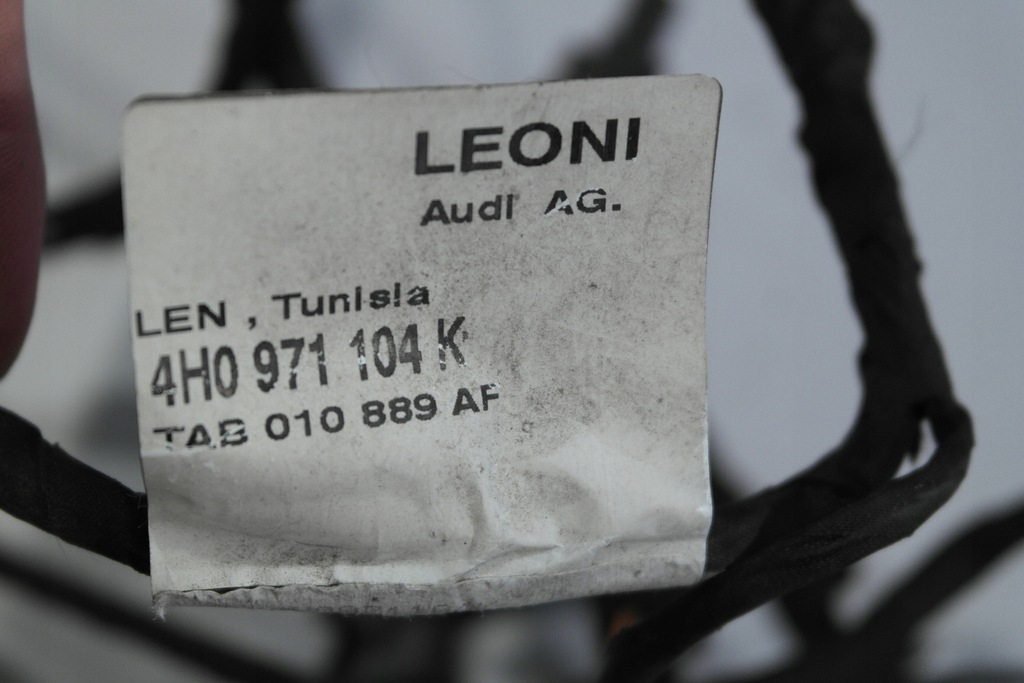 LEONI
Audi AG.
LEN , Tunisia
4H0 971 104 K
TAB 010 889 AF